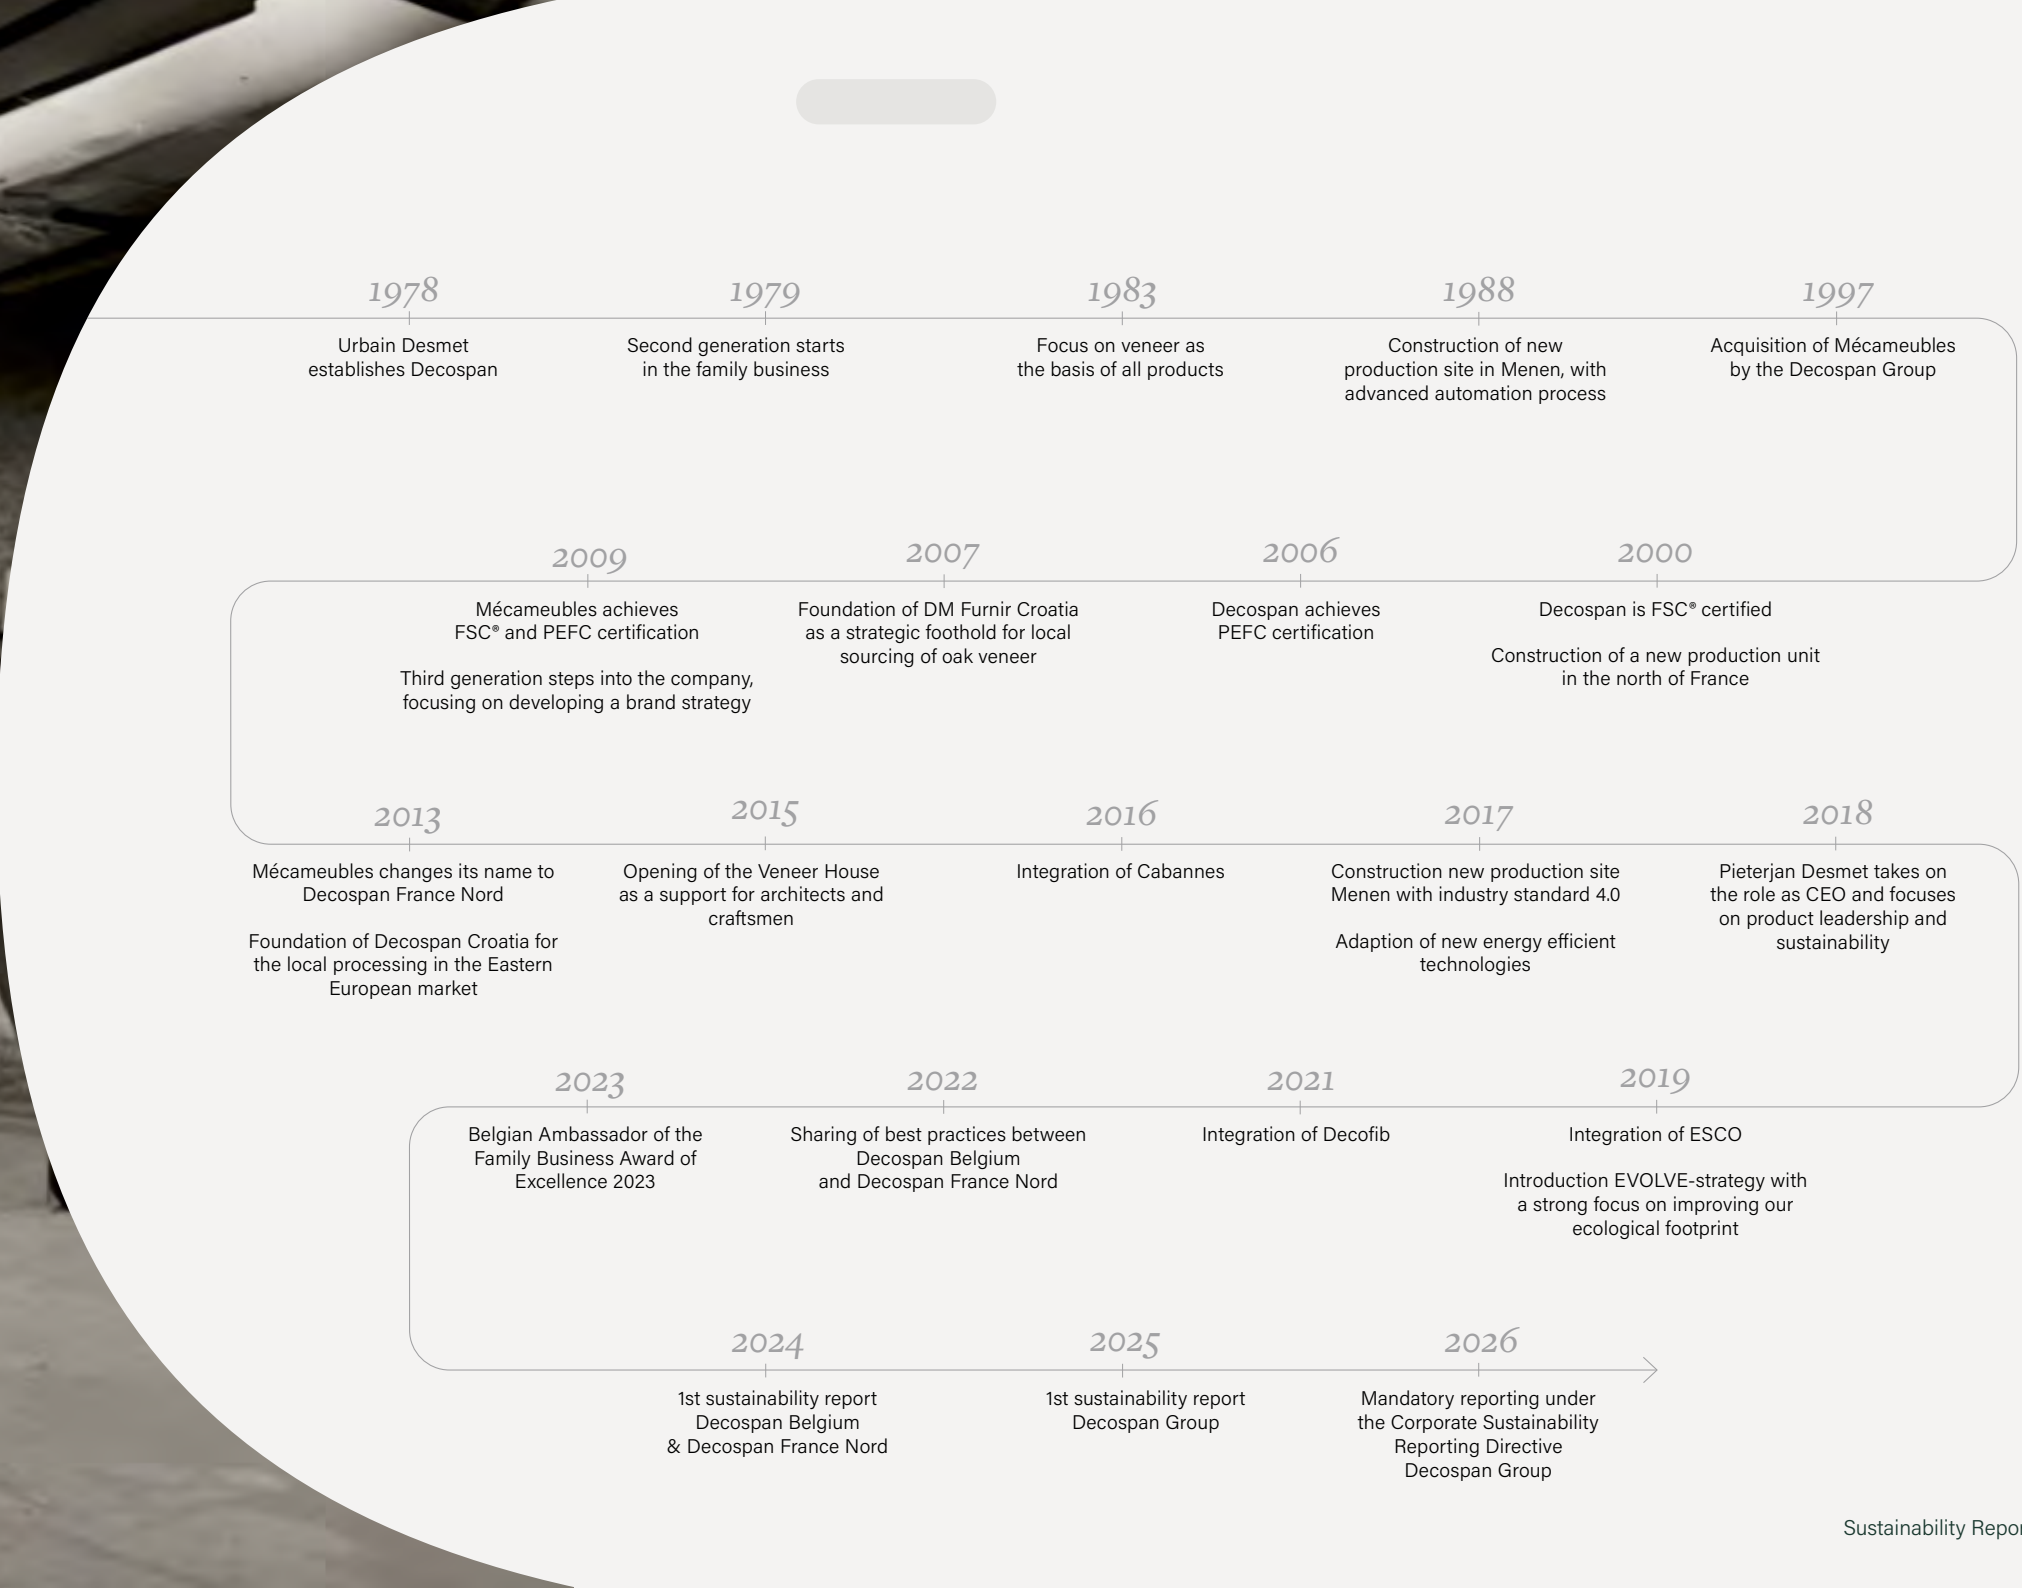 1978
Urbain Desmet
establishes Decospan
1979
Second generation starts
in the family business
1983
Focus on veneer as
the basis of all products
1988
Construction of new
production site in Menen, with
advanced automation process
1997
Acquisition of Mécameubles
by the Decospan Group
2000
Decospan is FSC® certified
Construction of a new production unit
in the north of France
2006
Decospan achieves
PEFC certification
2007
Foundation of DM Furnir Croatia
as a strategic foothold for local
sourcing of oak veneer
2009
Mécameubles achieves
FSC® and PEFC certification
Third generation steps into the company,
focusing on developing a brand strategy
2013
Mécameubles changes its name to
Decospan France Nord
Foundation of Decospan Croatia for
the local processing in the Eastern
European market
2015
Opening of the Veneer House
as a support for architects and
craftsmen
2016
Integration of Cabannes
2017
Construction new production site
Menen with industry standard 4.0
Adaption of new energy efficient
technologies
2018
Pieterjan Desmet takes on
the role as CEO and focuses
on product leadership and
sustainability
2019
Integration of ESCO
Introduction EVOLVE-strategy with
a strong focus on improving our
ecological footprint
2021
Integration of Decofib
2022
Sharing of best practices between
Decospan Belgium
and Decospan France Nord
2023
Belgian Ambassador of the
Family Business Award of
Excellence 2023
2024
1st sustainability report
Decospan Belgium
& Decospan France Nord
2025
1st sustainability report
Decospan Group
2026
Mandatory reporting under
the Corporate Sustainability
Reporting Directive
Decospan Group
Sustainability